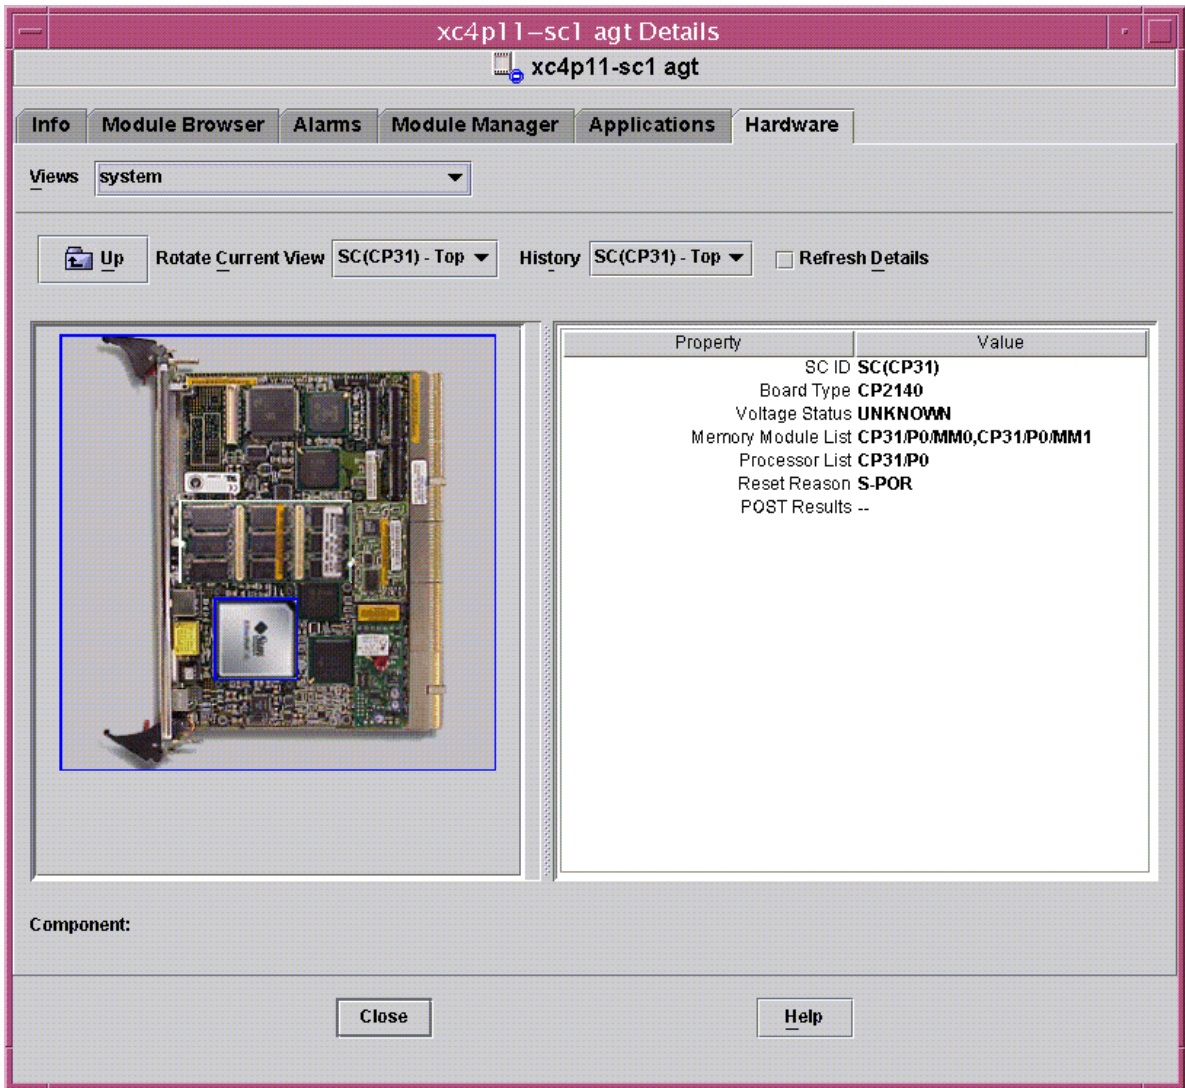 xc4p11-sc1 agt Details
xc4p11-sc1 agt
Info Module Browser Alarms Module Manager Applications Hardware
Views system
Up Rotate Current View SC(CP31) - Top History SC(CP31) - Top Refresh Details
Property Value
SC ID SC(CP31)
Board Type CP2140
Voltage Status UNKNOWN
Memory Module List CP31/P0/MM0,CP31/P0/MM1
Processor List CP31/P0
Reset Reason S-POR
POST Results --
Sun
Component:
Close Help